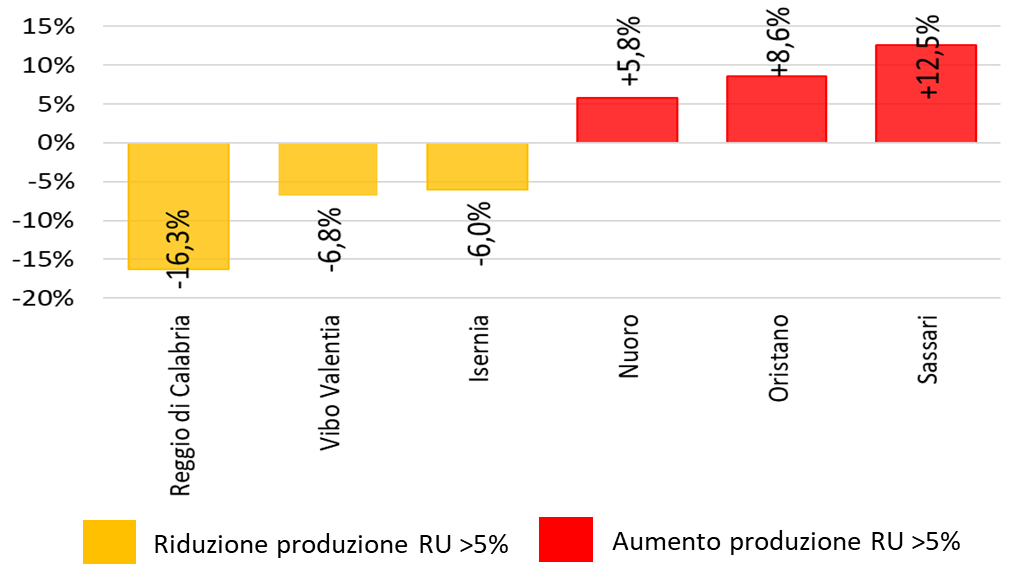 15%
10%
5%
0%
-5%
-10%
-15%
-20%
-16,3%
-6,8%
-6,0%
+5,8%
+8,6%
+12,5%
Reggio di Calabria
Vibo Valentia
Isernia
Nuoro
Oristano
Sassari
Riduzione produzione RU >5%
Aumento produzione RU >5%